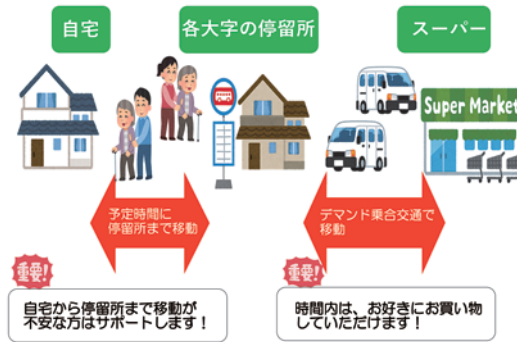 自宅
各大字の停留所
スーパー
Super Market
予定時間に
停留所まで移動
デマンド乗合交通で
移動
重要!
自宅から停留所まで移動が
不安な方はサポートします！
重要!
時間内は、お好きにお買い物
していただけます！